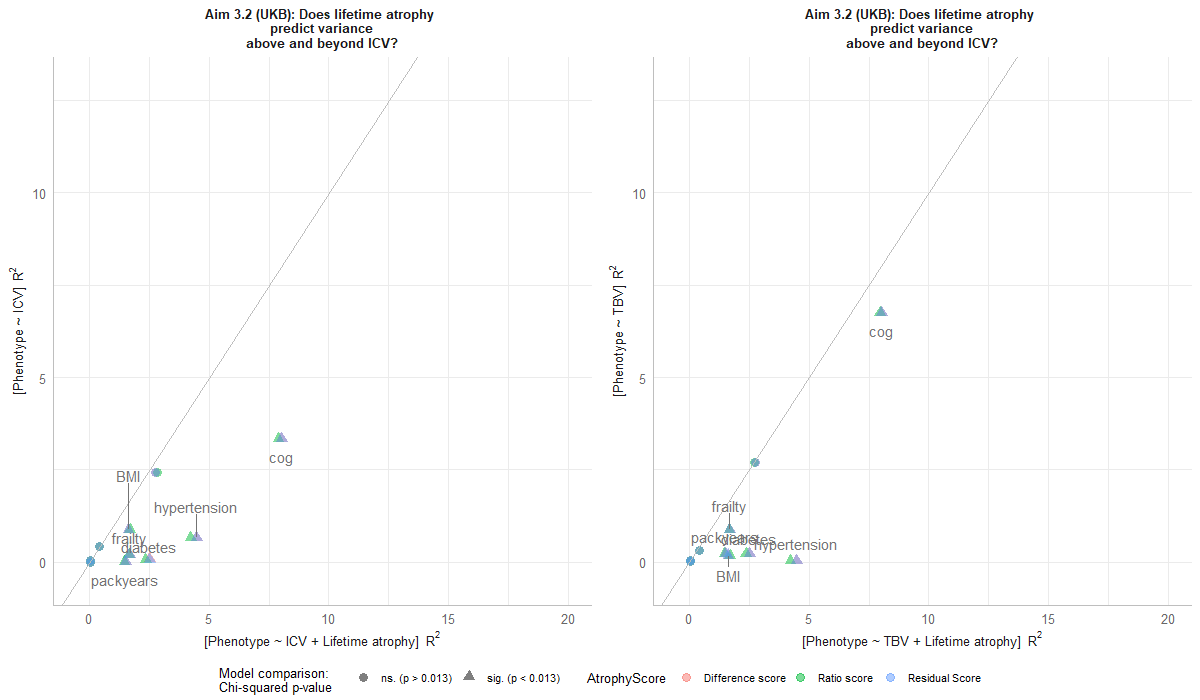 Aim 3.2 (UKB): Does lifetime atrophy
predict variance
above and beyond ICV?
[Phenotype ~ ICV] R²
10
5
0
BMI
hypertension
cog
frailty
diabetes
packyears
0 5 10 15 20
[Phenotype ~ ICV + Lifetime atrophy] R²
Aim 3.2 (UKB): Does lifetime atrophy
predict variance
above and beyond ICV?
[Phenotype ~ TBV] R²
10
5
0
cog
frailty
packyears
diabetes
hypertension
BMI
0 5 10 15 20
[Phenotype ~ TBV + Lifetime atrophy] R²
Model comparison:
Chi-squared p-value
ns. (p > 0.013)
sig. (p < 0.013)
AtrophyScore
Difference score
Ratio score
Residual Score